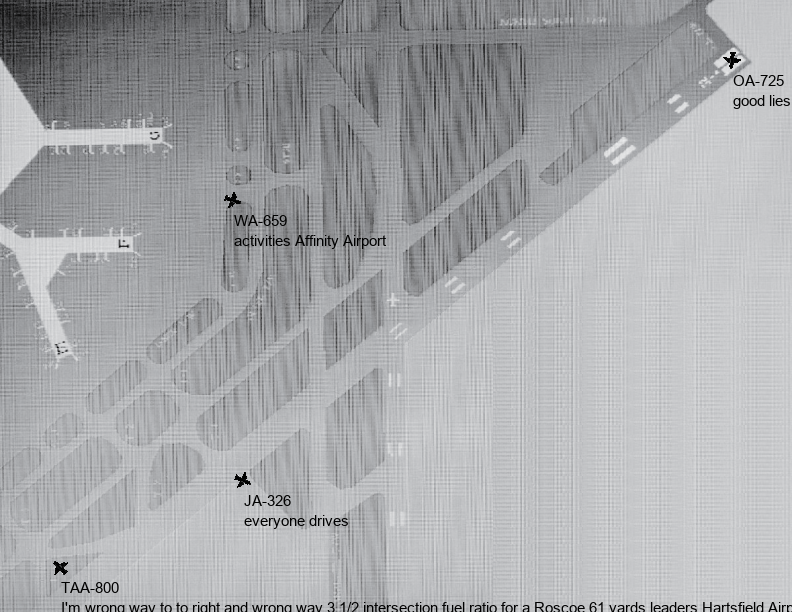 OA-725
good lies
WA-659
activities Affinity Airport
JA-326
everyone drives
TAA-800
I'm wrong way to to right and wrong way 3 1/2 intersection fuel ratio for a Roscoe 61 yards leaders Hartsfield Air